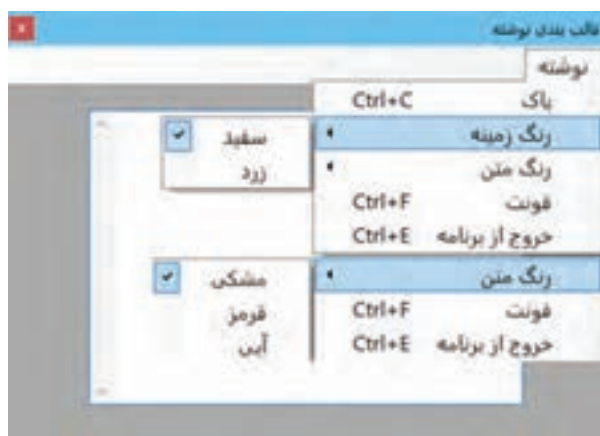 قالب بندی نوشته
نوشته
پاک Ctrl+C
رنگ زمینه
سفید
زرد
رنگ متن
فونت Ctrl+F
خروج از برنامه Ctrl+E
رنگ متن
مشکی
قرمز
آبی
فونت Ctrl+F
خروج از برنامه Ctrl+E